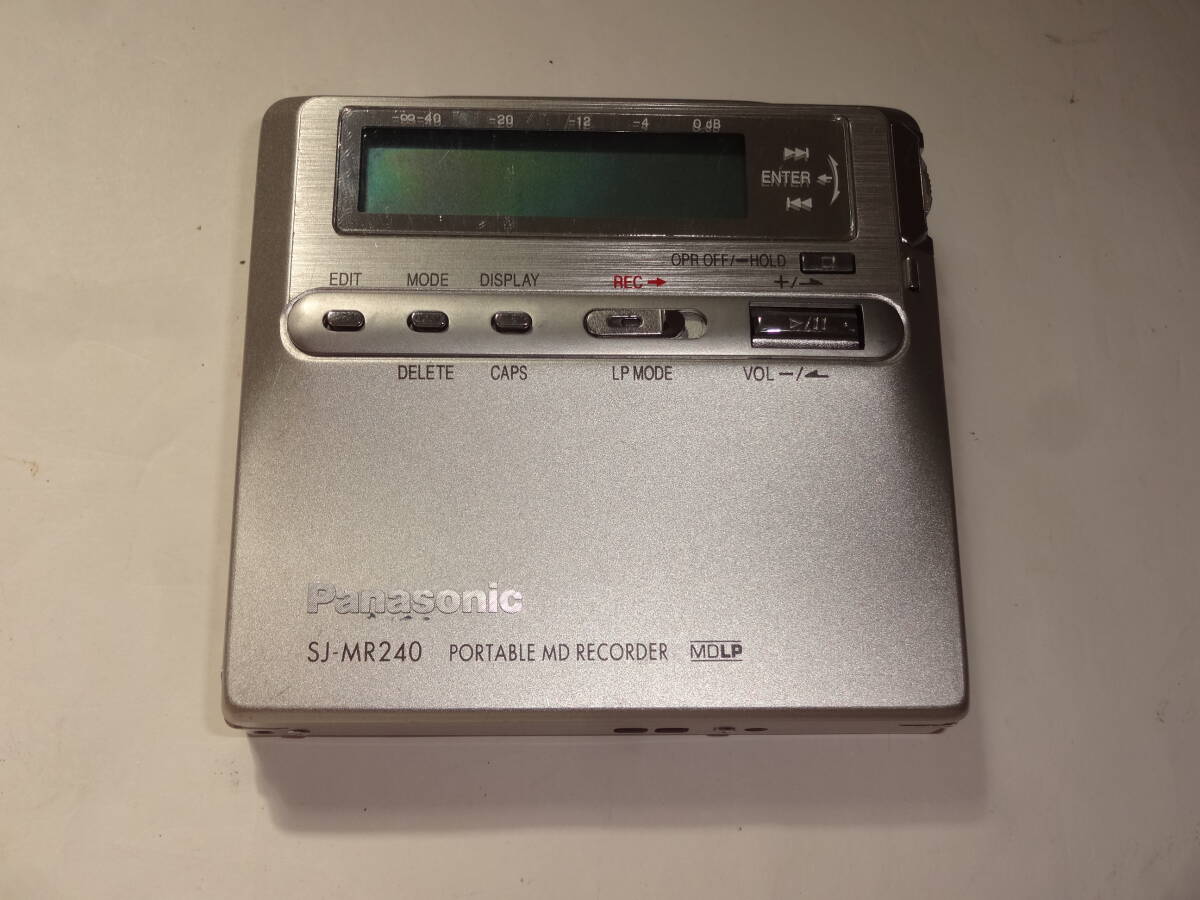 -99-40 -20 -12 -4 0 dB
ENTER
OPR OFF/ HOLD
EDIT MODE DISPLAY REC + /
DELETE CAPS LP MODE VOL - /
Panasonic
SJ-MR240 PORTABLE MD RECORDER MDLP